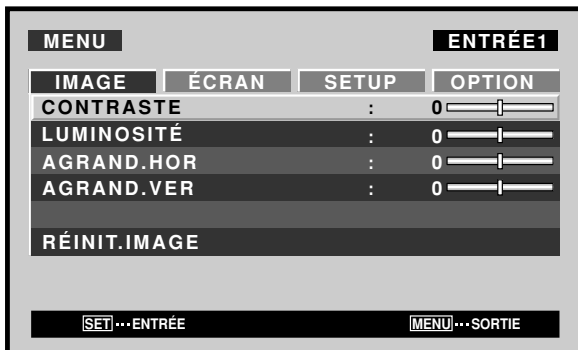 MENU ENTRÉE1
IMAGE ÉCRAN SETUP OPTION
CONTRASTE : 0
LUMINOSITÉ : 0
AGRAND.HOR : 0
AGRAND.VER : 0
RÉINIT.IMAGE
SET···ENTRÉE MENU···SORTIE